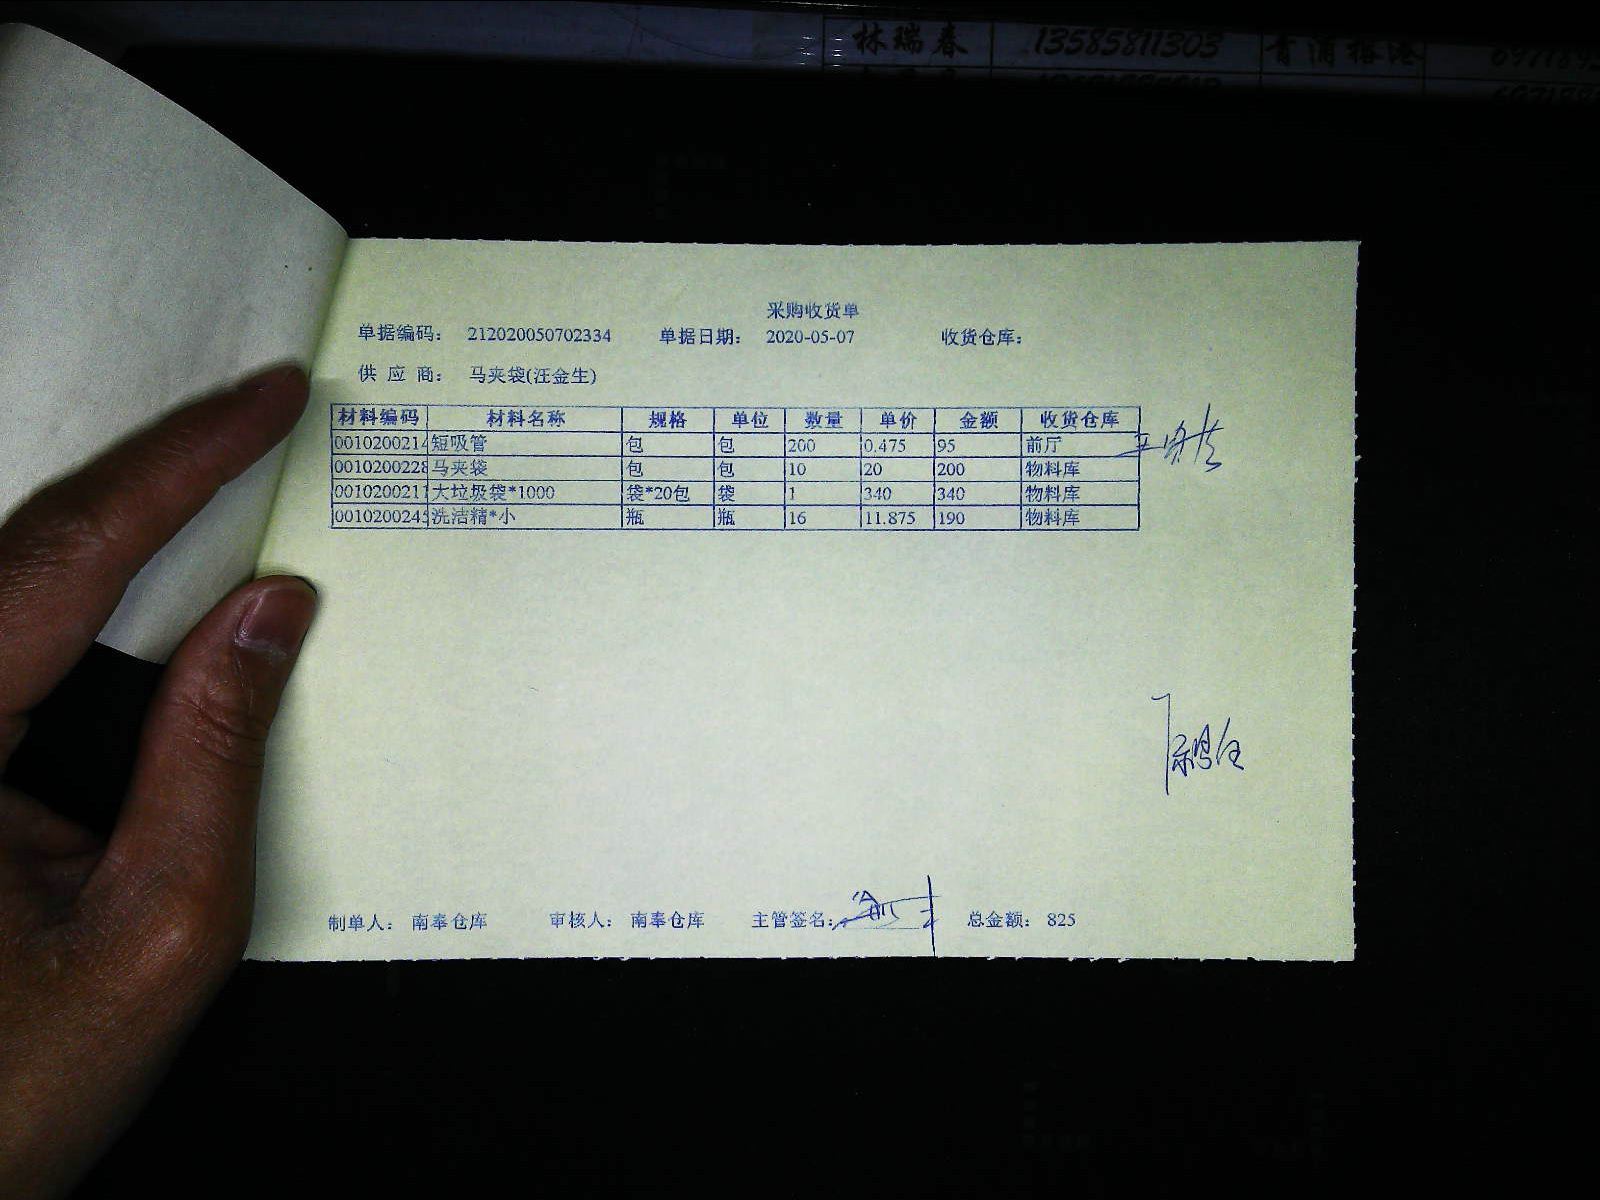 林瑞春 13585811303
采购收货单
单据编码： 212020050702334 单据日期： 2020-05-07 收货仓库：
供 应 商： 马夹袋(汪金生)
材料编码 材料名称 规格 单位 数量 单价 金额 收货仓库
0010200214 短吸管 包 包 200 0.475 95 前厅
0010200228 马夹袋 包 包 10 20 200 物料库
0010200211 大垃圾袋*1000 袋*20包 袋 1 340 340 物料库
0010200245 洗洁精*小 瓶 瓶 16 11.875 190 物料库
制单人： 南奉仓库 审核人： 南奉仓库 主管签名: 总金额： 825